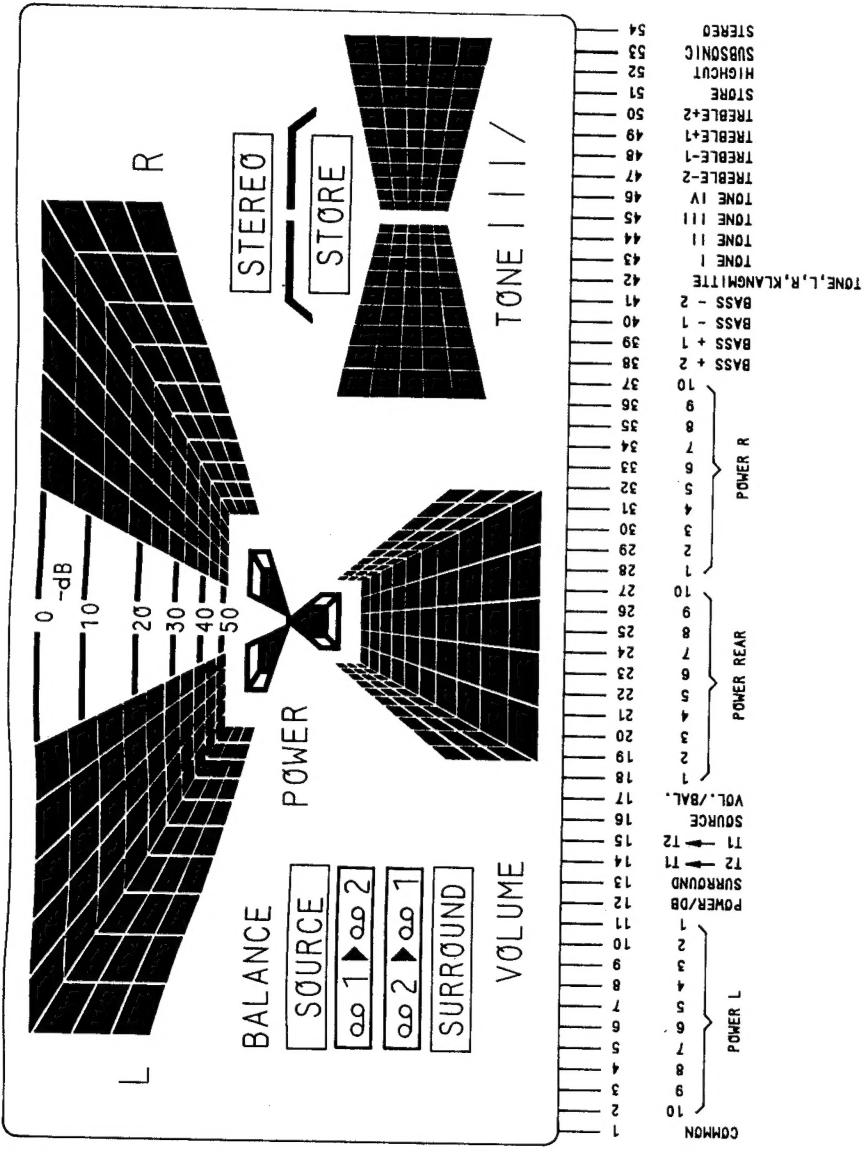 L
R
0
-dB
10
20
30
40
50
BALANCE
POWER
STEREO
SOURCE
STORE
1 ▶ 2
2 ▶ 1
SURROUND
VOLUME
TONE I I I /
1 COMMON
2 10
3 9
4 8
5 7
6 6
7 5
8 4
9 3
10 2
11 1
POWER L
12 POWER/DB
13 SURROUND
14 T2 → T1
15 T1 → T2
16 SOURCE
17 VOL./BAL.
18 1
19 2
20 3
21 4
22 5
23 6
24 7
25 8
26 9
27 10
POWER REAR
28 1
29 2
30 3
31 4
32 5
33 6
34 7
35 8
36 9
37 10
POWER R
38 BASS + 2
39 BASS + 1
40 BASS - 1
41 BASS - 2
42 TONE,L,R,KLANGMITTE
43 TONE I
44 TONE II
45 TONE III
46 TONE IV
47 TREBLE-2
48 TREBLE-1
49 TREBLE+1
50 TREBLE+2
51 STORE
52 HIGHCUT
53 SUBSONIC
54 STEREO